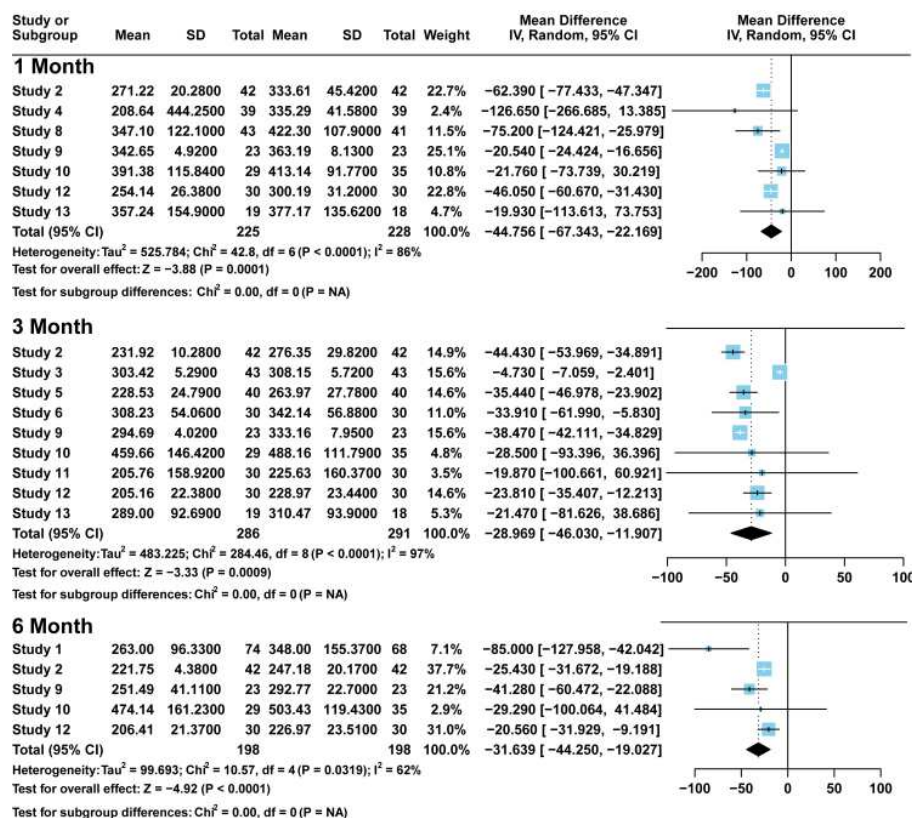 Study or Subgroup Mean SD Total Mean SD Total Weight Mean Difference IV, Random, 95% CI Mean Difference IV, Random, 95% CI
1 Month
Study 2 271.22 20.2800 42 333.61 45.4200 42 22.7% −62.390 [ −77.433, −47.347]
Study 4 208.64 444.2500 39 335.29 41.5800 39 2.4% −126.650 [−266.685, 13.385]
Study 8 347.10 122.1000 43 422.30 107.9000 41 11.5% −75.200 [−124.421, −25.979]
Study 9 342.65 4.9200 23 363.19 8.1300 23 25.1% −20.540 [ −24.424, −16.656]
Study 10 391.38 115.8400 29 413.14 91.7700 35 10.8% −21.760 [ −73.739, 30.219]
Study 12 254.14 26.3800 30 300.19 31.2000 30 22.8% −46.050 [ −60.670, −31.430]
Study 13 357.24 154.9000 19 377.17 135.6200 18 4.7% −19.930 [−113.613, 73.753]
Total (95% CI) 225 228 100.0% −44.756 [ −67.343, −22.169]
Heterogeneity: Tau² = 525.784; Chi² = 42.8, df = 6 (P < 0.0001); I² = 86%
Test for overall effect: Z = −3.88 (P = 0.0001)
−200 −100 0 100 200
Test for subgroup differences: Chi² = 0.00, df = 0 (P = NA)
3 Month
Study 2 231.92 10.2800 42 276.35 29.8200 42 14.9% −44.430 [ −53.969, −34.891]
Study 3 303.42 5.2900 43 308.15 5.7200 43 15.6% −4.730 [ −7.059, −2.401]
Study 5 228.53 24.7900 40 263.97 27.7800 40 14.6% −35.440 [ −46.978, −23.902]
Study 6 308.23 54.0600 30 342.14 56.8800 30 11.0% −33.910 [ −61.990, −5.830]
Study 9 294.69 4.0200 23 333.16 7.9500 23 15.6% −38.470 [ −42.111, −34.829]
Study 10 459.66 146.4200 29 488.16 111.7900 35 4.8% −28.500 [ −93.396, 36.396]
Study 11 205.76 158.9200 30 225.63 160.3700 30 3.5% −19.870 [−100.661, 60.921]
Study 12 205.16 22.3800 30 228.97 23.4400 30 14.6% −23.810 [ −35.407, −12.213]
Study 13 289.00 92.6900 19 310.47 93.9000 18 5.3% −21.470 [ −81.626, 38.686]
Total (95% CI) 286 291 100.0% −28.969 [ −46.030, −11.907]
Heterogeneity: Tau² = 483.225; Chi² = 284.46, df = 8 (P < 0.0001); I² = 97%
Test for overall effect: Z = −3.33 (P = 0.0009)
−100 −50 0 50 100
Test for subgroup differences: Chi² = 0.00, df = 0 (P = NA)
6 Month
Study 1 263.00 96.3300 74 348.00 155.3700 68 7.1% −85.000 [−127.958, −42.042]
Study 2 221.75 4.3800 42 247.18 20.1700 42 37.7% −25.430 [ −31.672, −19.188]
Study 9 251.49 41.1100 23 292.77 22.7000 23 21.2% −41.280 [ −60.472, −22.088]
Study 10 474.14 161.2300 29 503.43 119.4300 35 2.9% −29.290 [−100.064, 41.484]
Study 12 206.41 21.3700 30 226.97 23.5100 30 31.0% −20.560 [ −31.929, −9.191]
Total (95% CI) 198 198 100.0% −31.639 [ −44.250, −19.027]
Heterogeneity: Tau² = 99.693; Chi² = 10.57, df = 4 (P = 0.0319); I² = 62%
Test for overall effect: Z = −4.92 (P < 0.0001)
−100 −50 0 50 100
Test for subgroup differences: Chi² = 0.00, df = 0 (P = NA)